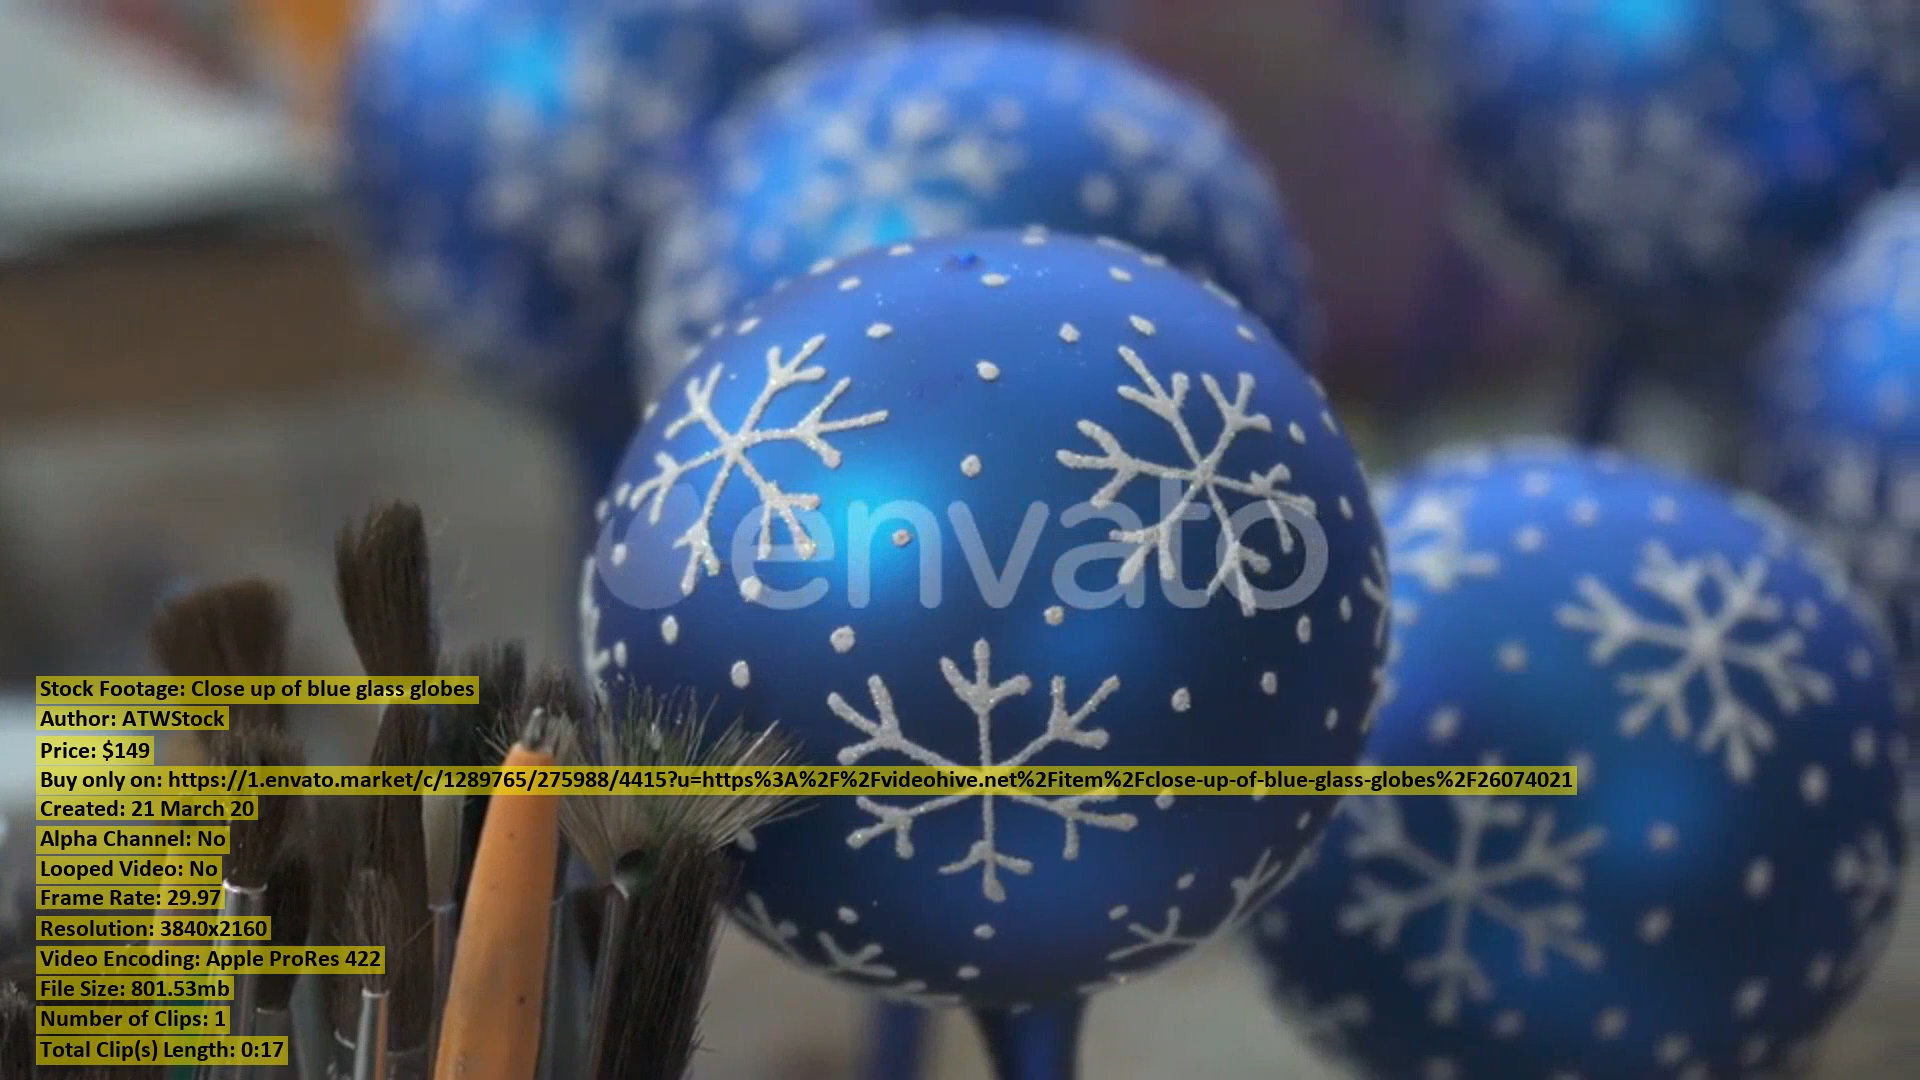 envato
Stock Footage: Close up of blue glass globes
Author: ATWStock
Price: $149
Buy only on: https://1.envato.market/c/1289765/275988/4415?u=https%3A%2F%2Fvideohive.net%2Fitem%2Fclose-up-of-blue-glass-globes%2F26074021
Created: 21 March 20
Alpha Channel: No
Looped Video: No
Frame Rate: 29.97
Resolution: 3840x2160
Video Encoding: Apple ProRes 422
File Size: 801.53mb
Number of Clips: 1
Total Clip(s) Length: 0:17